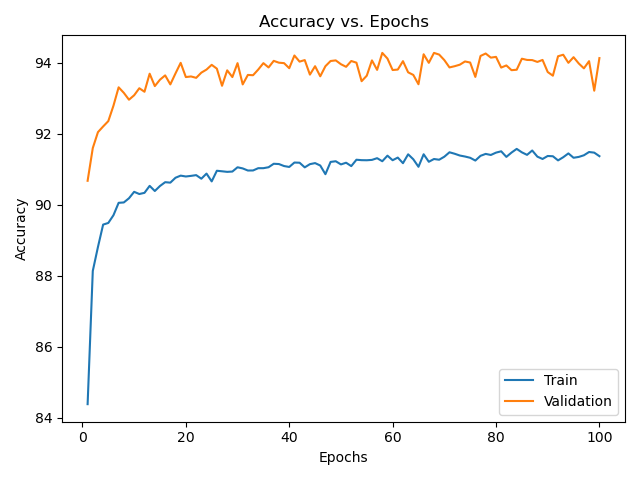 Accuracy vs. Epochs
94
92
90
88
86
84
Accuracy
0 20 40 60 80 100
Epochs
Train
Validation